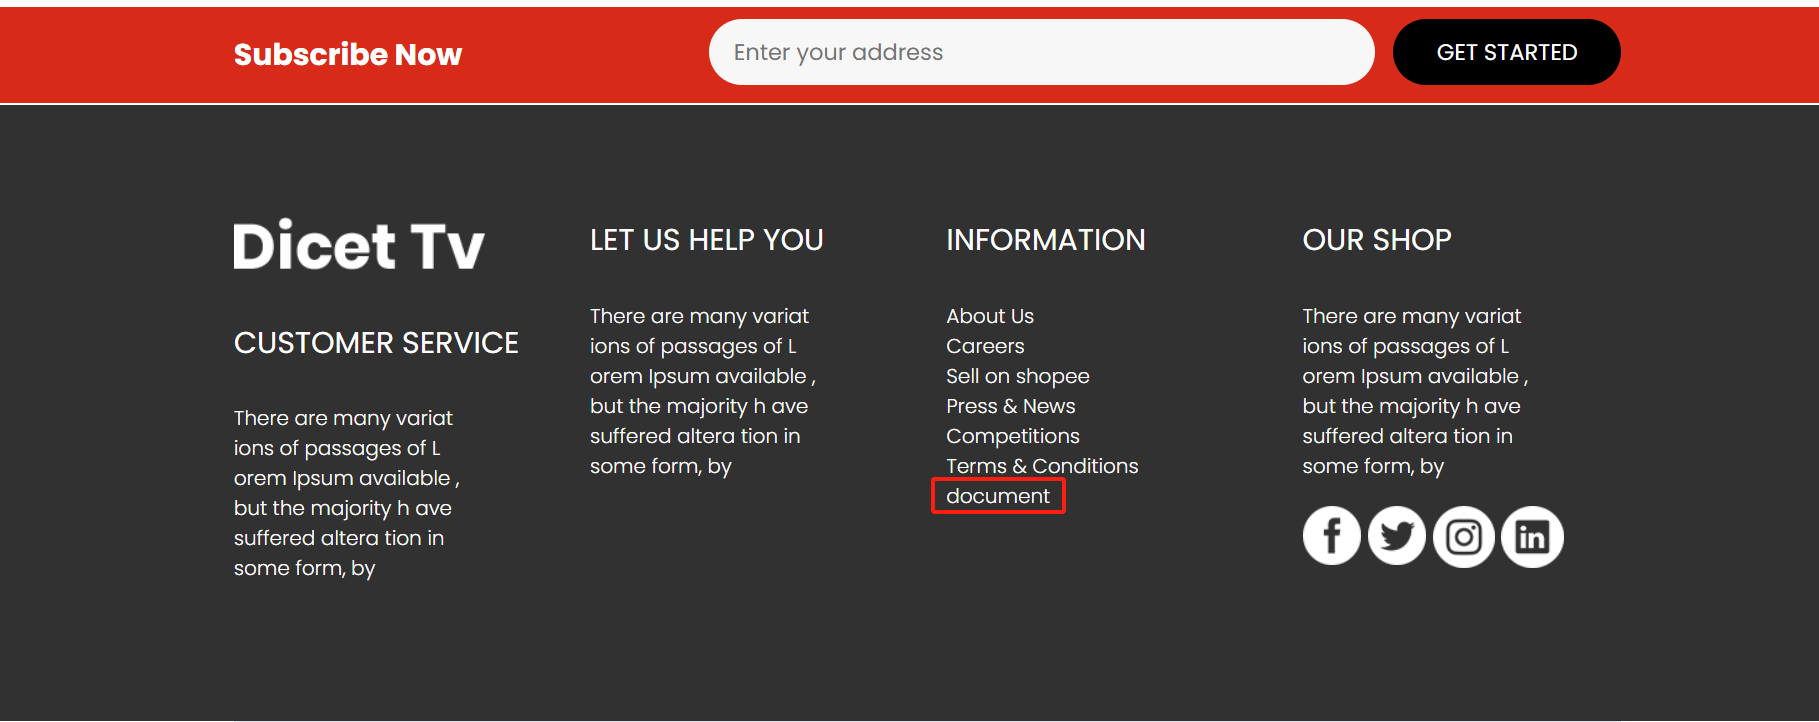 Subscribe Now
Enter your address
GET STARTED
Dicet Tv
CUSTOMER SERVICE
There are many variat
ions of passages of L
orem Ipsum available ,
but the majority h ave
suffered altera tion in
some form, by
LET US HELP YOU
There are many variat
ions of passages of L
orem Ipsum available ,
but the majority h ave
suffered altera tion in
some form, by
INFORMATION
About Us
Careers
Sell on shopee
Press & News
Competitions
Terms & Conditions
document
OUR SHOP
There are many variat
ions of passages of L
orem Ipsum available ,
but the majority h ave
suffered altera tion in
some form, by